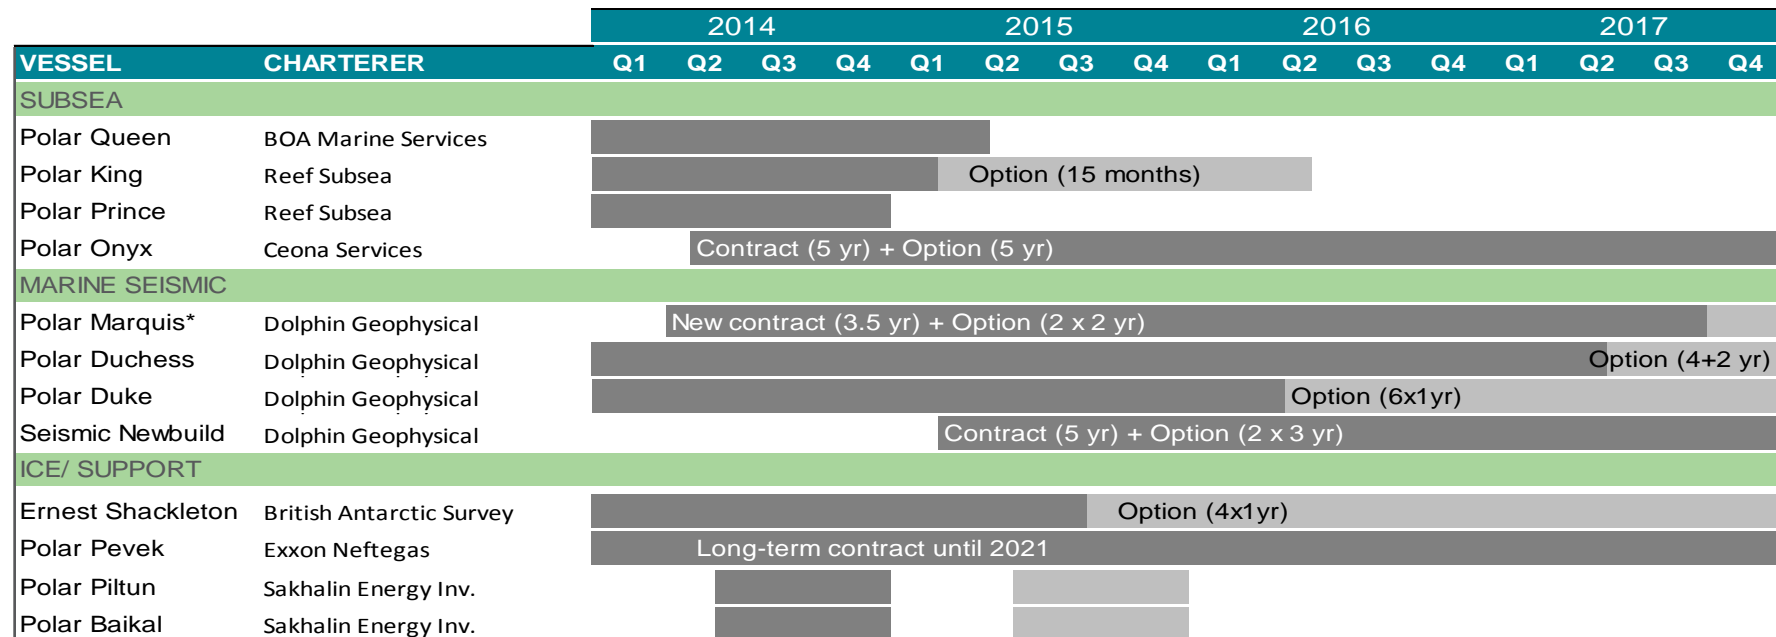 2014 2015 2016 2017
VESSEL CHARTERER Q1 Q2 Q3 Q4 Q1 Q2 Q3 Q4 Q1 Q2 Q3 Q4 Q1 Q2 Q3 Q4
SUBSEA
Polar Queen BOA Marine Services
Polar King Reef Subsea Option (15 months)
Polar Prince Reef Subsea
Polar Onyx Ceona Services Contract (5 yr) + Option (5 yr)
MARINE SEISMIC
Polar Marquis* Dolphin Geophysical New contract (3.5 yr) + Option (2 x 2 yr)
Polar Duchess Dolphin Geophysical Option (4+2 yr)
Polar Duke Dolphin Geophysical Option (6x1yr)
Seismic Newbuild Dolphin Geophysical Contract (5 yr) + Option (2 x 3 yr)
ICE/ SUPPORT
Ernest Shackleton British Antarctic Survey Option (4x1yr)
Polar Pevek Exxon Neftegas Long-term contract until 2021
Polar Piltun Sakhalin Energy Inv.
Polar Baikal Sakhalin Energy Inv.